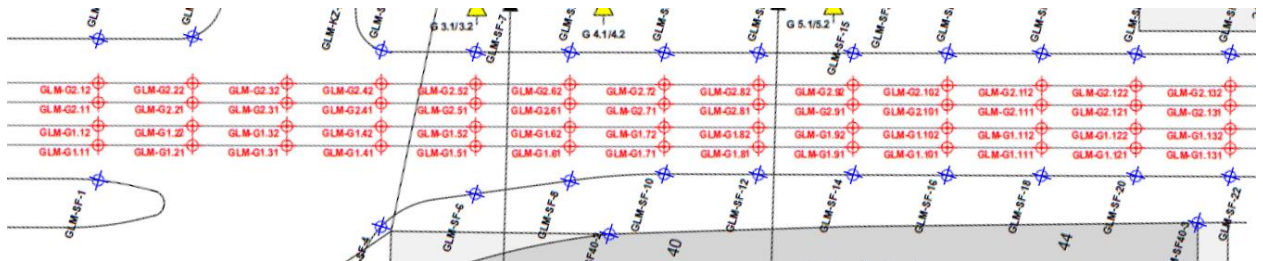 G 3.1/3.2
G 4.1/4.2
G 5.1/5.2
GLM-SF-7
GLM-SF-15
GLM-G2.12 GLM-G2.22 GLM-G2.32 GLM-G2.42 GLM-G2.52 GLM-G2.62 GLM-G2.72 GLM-G2.82 GLM-G2.92 GLM-G2.102 GLM-G2.112 GLM-G2.122 GLM-G2.132
GLM-G2.11 GLM-G2.21 GLM-G2.31 GLM-G2.41 GLM-G2.51 GLM-G2.61 GLM-G2.71 GLM-G2.81 GLM-G2.91 GLM-G2.101 GLM-G2.111 GLM-G2.121 GLM-G2.131
GLM-G1.12 GLM-G1.22 GLM-G1.32 GLM-G1.42 GLM-G1.52 GLM-G1.62 GLM-G1.72 GLM-G1.82 GLM-G1.92 GLM-G1.102 GLM-G1.112 GLM-G1.122 GLM-G1.132
GLM-G1.11 GLM-G1.21 GLM-G1.31 GLM-G1.41 GLM-G1.51 GLM-G1.61 GLM-G1.71 GLM-G1.81 GLM-G1.91 GLM-G1.101 GLM-G1.111 GLM-G1.121 GLM-G1.131
GLM-SF-1
GLM-SF-6
GLM-SF-8
GLM-SF-10
GLM-SF-12
GLM-SF-14
GLM-SF-16
GLM-SF-18
GLM-SF-20
GLM-SF-22
40
44